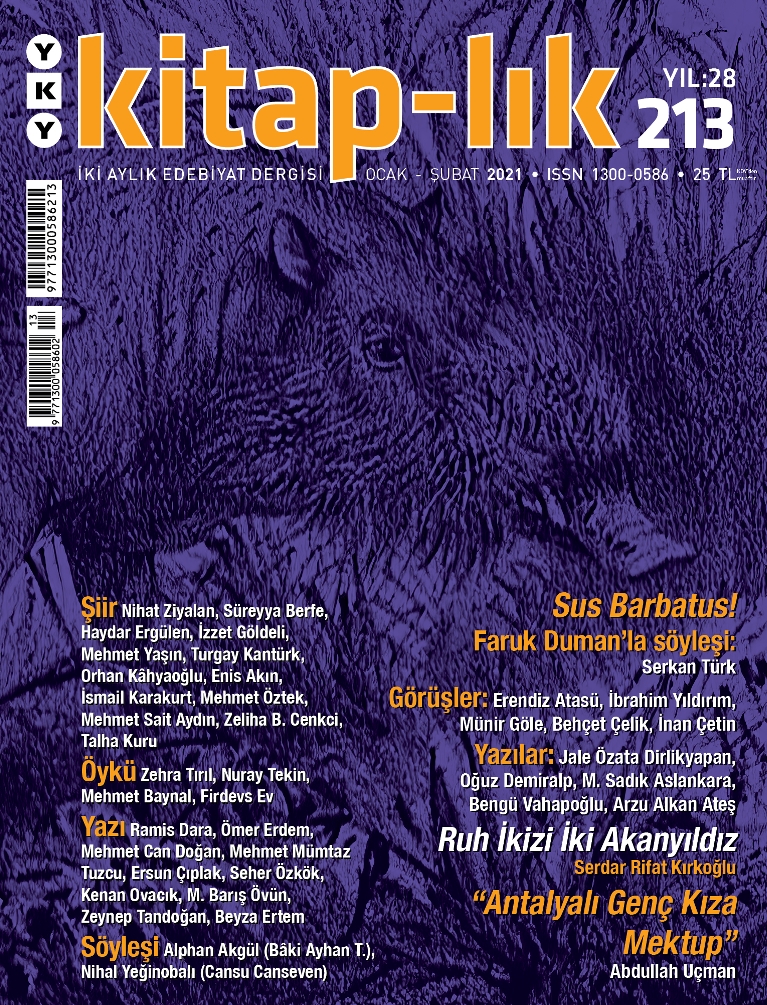 YKY
kitap-lık
YIL:28
213
İKİ AYLIK EDEBİYAT DERGİSİ
OCAK - ŞUBAT 2021 • ISSN 1300-0586 • 25 TL
9771300058621 3
13
9 771300 058602
Şiir Nihat Ziyalan, Süreyya Berfe,
Haydar Ergülen, İzzet Göldeli,
Mehmet Yaşın, Turgay Kantürk,
Orhan Kâhyaoğlu, Enis Akın,
İsmail Karakurt, Mehmet Öztek,
Mehmet Sait Aydın, Zeliha B. Cenkci,
Talha Kuru
Öykü Zehra Tırıl, Nuray Tekin,
Mehmet Baynal, Firdevs Ev
Yazı Ramis Dara, Ömer Erdem,
Mehmet Can Doğan, Mehmet Mümtaz
Tuzcu, Ersun Çıplak, Seher Özkök,
Kenan Ovacık, M. Barış Övün,
Zeynep Tandoğan, Beyza Ertem
Söyleşi Alphan Akgül (Bâki Ayhan T.),
Nihal Yeğinobalı (Cansu Canseven)
Sus Barbatus!
Faruk Duman’la söyleşi:
Serkan Türk
Görüşler: Erendiz Atasü, İbrahim Yıldırım,
Münir Göle, Behçet Çelik, İnan Çetin
Yazılar: Jale Özata Dirlikyapan,
Oğuz Demiralp, M. Sadık Aslankara,
Bengü Vahapoğlu, Arzu Alkan Ateş
Ruh İkizi İki Akanyıldız
Serdar Rifat Kırkoğlu
“Antalyalı Genç Kıza
Mektup”
Abdullah Uçman